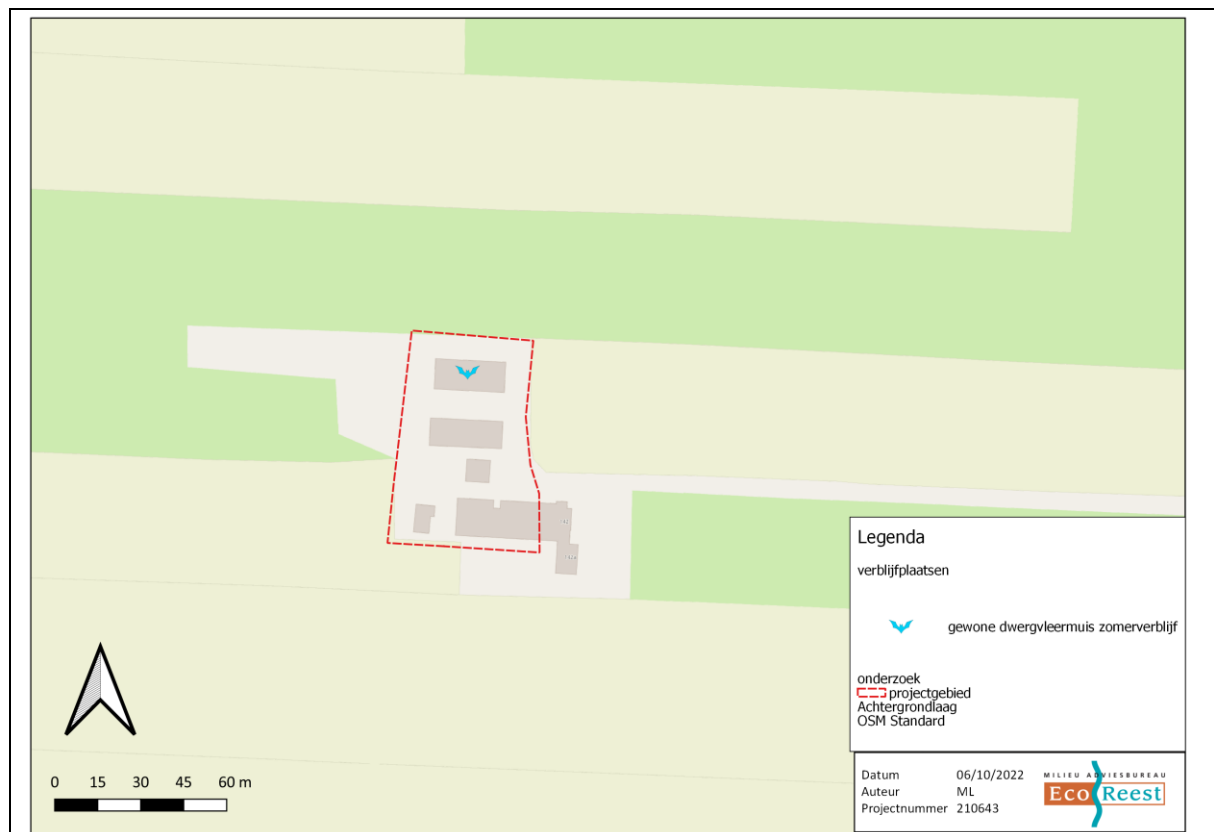 Legenda
verblijfplaatsen
gewone dwergvleermuis zomerverblijf
onderzoek
projectgebied
Achtergrondlaag
OSM Standard
0 15 30 45 60 m
Datum 06/10/2022
Auteur ML
Projectnummer 210643
MILIEU ADVIESBUREAU
Eco Reest